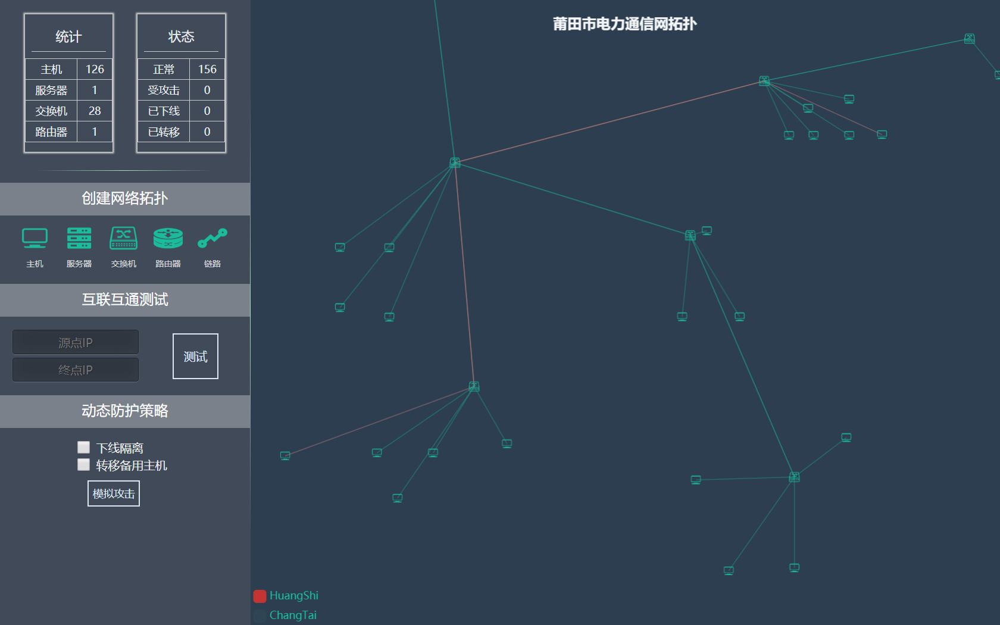 统计
主机 126
服务器 1
交换机 28
路由器 1
状态
正常 156
受攻击 0
已下线 0
已转移 0
创建网络拓扑
主机 服务器 交换机 路由器 链路
互联互通测试
源点IP
终点IP
测试
动态防护策略
下线隔离
转移备用主机
模拟攻击
莆田市电力通信网拓扑
HuangShi
ChangTai